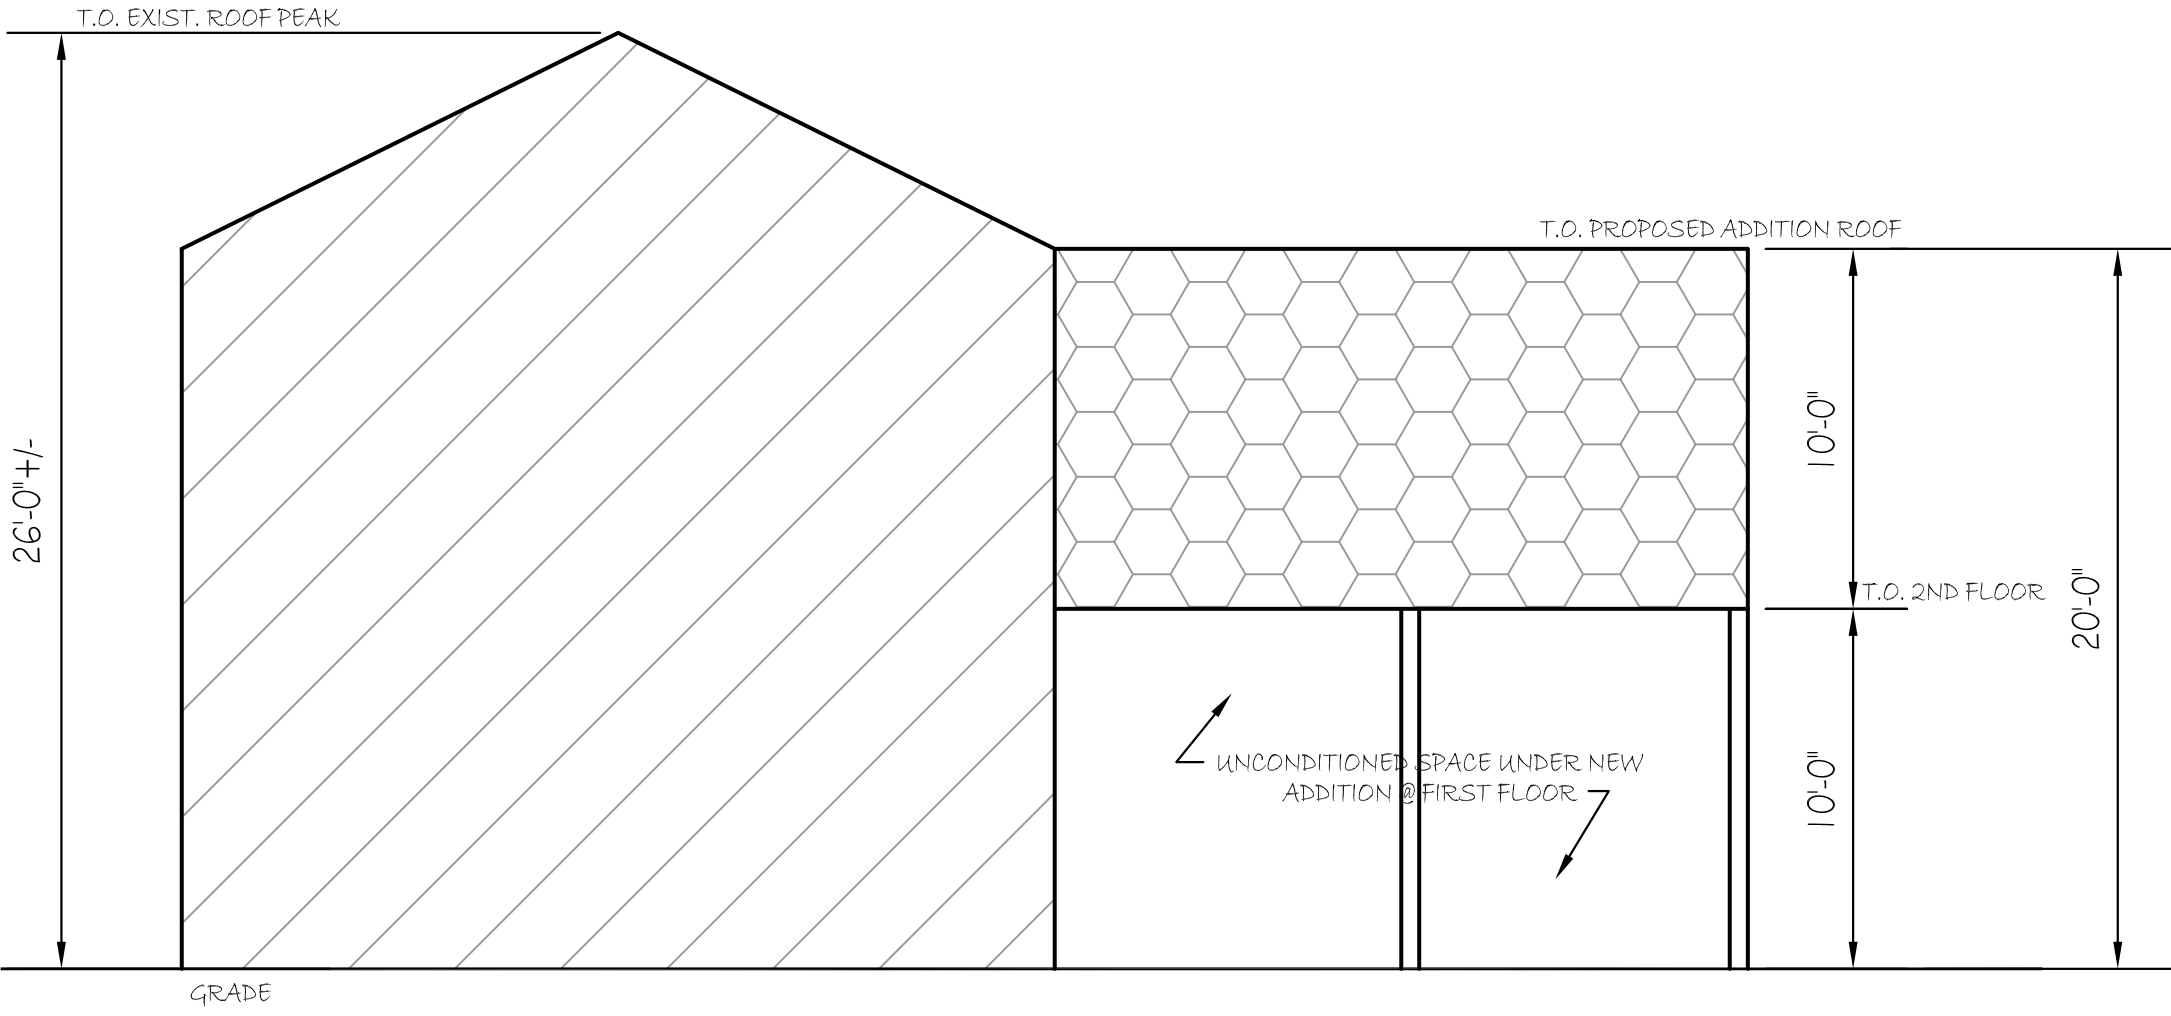 T.O. EXIST. ROOF PEAK
T.O. PROPOSED ADDITION ROOF
26'-0"+/-
10'-0"
T.O. 2ND FLOOR
20'-0"
UNCONDITIONED SPACE UNDER NEW
ADDITION @ FIRST FLOOR
10'-0"
GRADE